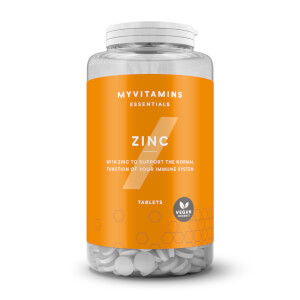 MYVITAMINS
ESSENTIALS
ZINC
WITH ZINC TO SUPPORT THE NORMAL
FUNCTION OF YOUR IMMUNE SYSTEM
TABLETS
VEGAN